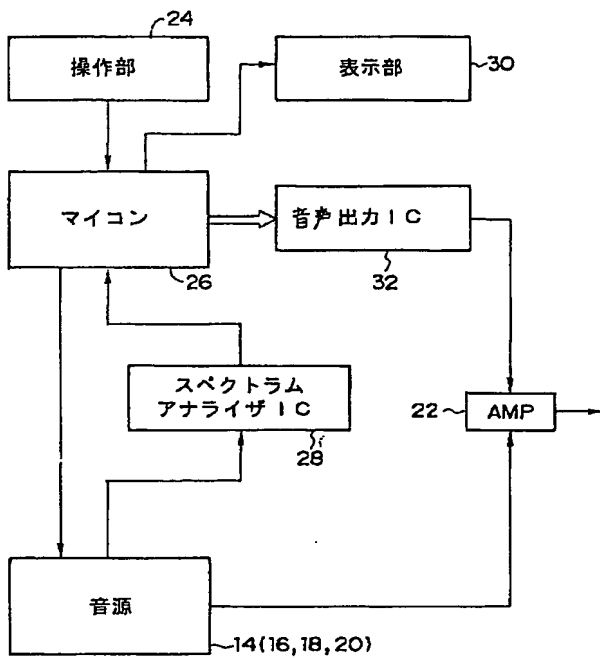 24
操作部
表示部
30
マイコン
26
音声出力IC
32
スペクトラム
アナライザIC
28
22
AMP
音源
14(16,18,20)